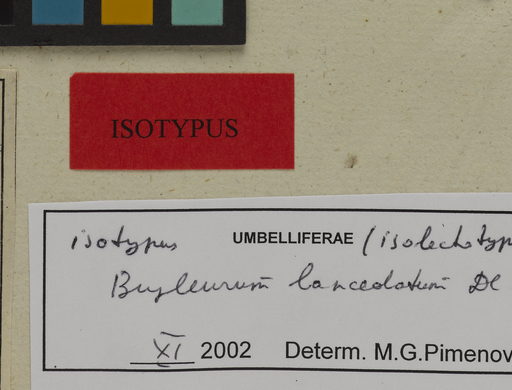 ISOTYPUS
isotypus UMBELLIFERAE (isolectotyp
Bupleurum lanceolatum DC
XI 2002 Determ. M.G.Pimenov